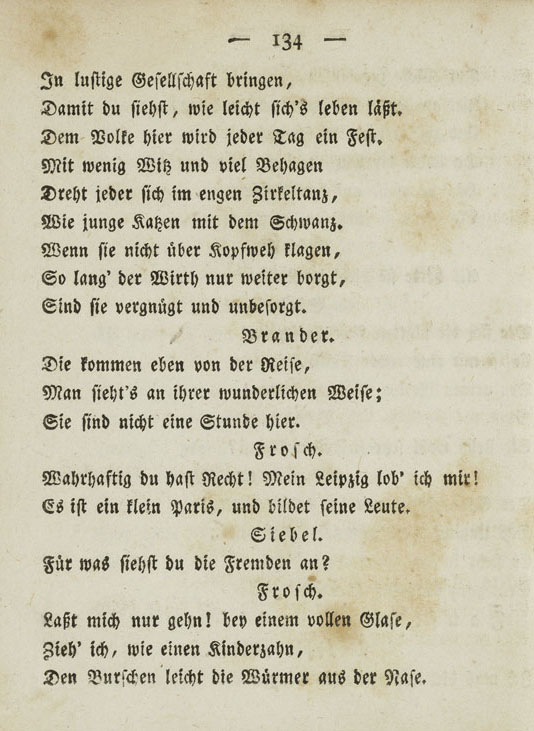 — 134 —
In lustige Gesellschaft bringen,
Damit du siehst, wie leicht sich's leben läßt.
Dem Volke hier wird jeder Tag ein Fest.
Mit wenig Witz und viel Behagen
Dreht jeder sich im engen Zirkeltanz,
Wie junge Katzen mit dem Schwanz.
Wenn sie nicht über Kopfweh klagen,
So lang' der Wirth nur weiter borgt,
Sind sie vergnügt und unbesorgt.
Brander.
Die kommen eben von der Reise,
Man sieht's an ihrer wunderlichen Weise;
Sie sind nicht eine Stunde hier.
Frosch.
Wahrhaftig du hast Recht! Mein Leipzig lob' ich mir!
Es ist ein klein Paris, und bildet seine Leute.
Siebel.
Für was siehst du die Fremden an?
Frosch.
Laßt mich nur gehn! bey einem vollen Glase,
Zieh' ich, wie einen Kinderzahn,
Den Burschen leicht die Würmer aus der Nase.